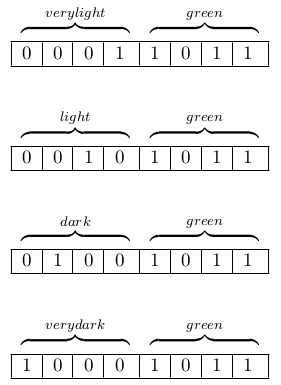 verylight green
0 0 0 1 1 0 1 1
light green
0 0 1 0 1 0 1 1
dark green
0 1 0 0 1 0 1 1
verydark green
1 0 0 0 1 0 1 1